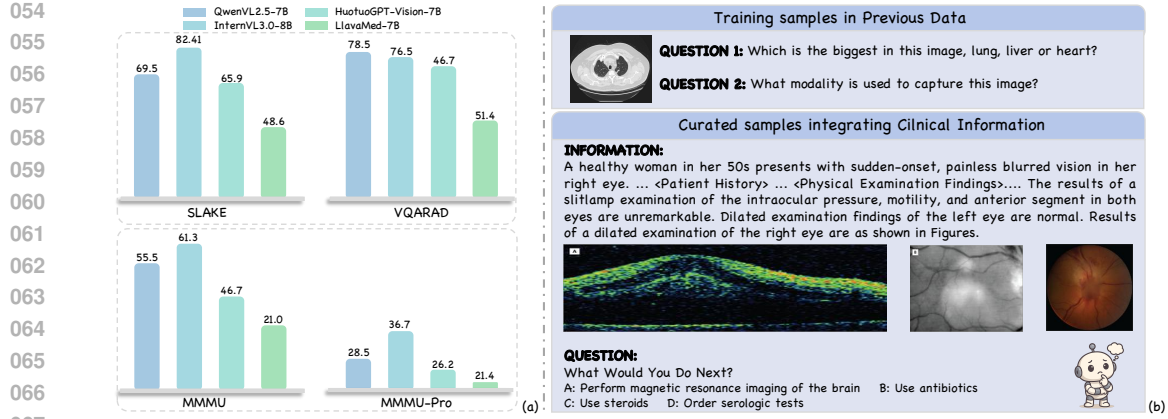 054
055
056
057
058
059
060
061
062
063
064
065
066
QwenVL2.5-7B
HuotuoGPT-Vision-7B
InternVL3.0-8B
LlavaMed-7B
69.5
82.41
65.9
48.6
SLAKE
78.5
76.5
46.7
51.4
VQARAD
55.5
61.3
46.7
21.0
MMMU
28.5
36.7
26.2
21.4
MMMU-Pro
(a)
Training samples in Previous Data
QUESTION 1: Which is the biggest in this image, lung, liver or heart?
QUESTION 2: What modality is used to capture this image?
Curated samples integrating Cilnical Information
INFORMATION:
A healthy woman in her 50s presents with sudden-onset, painless blurred vision in her
right eye. ... <Patient History> ... <Physical Examination Findings>.... The results of a
slitlamp examination of the intraocular pressure, motility, and anterior segment in both
eyes are unremarkable. Dilated examination findings of the left eye are normal. Results
of a dilated examination of the right eye are as shown in Figures.
A
QUESTION:
What Would You Do Next?
A: Perform magnetic resonance imaging of the brain B: Use antibiotics
C: Use steroids D: Order serologic tests
(b)